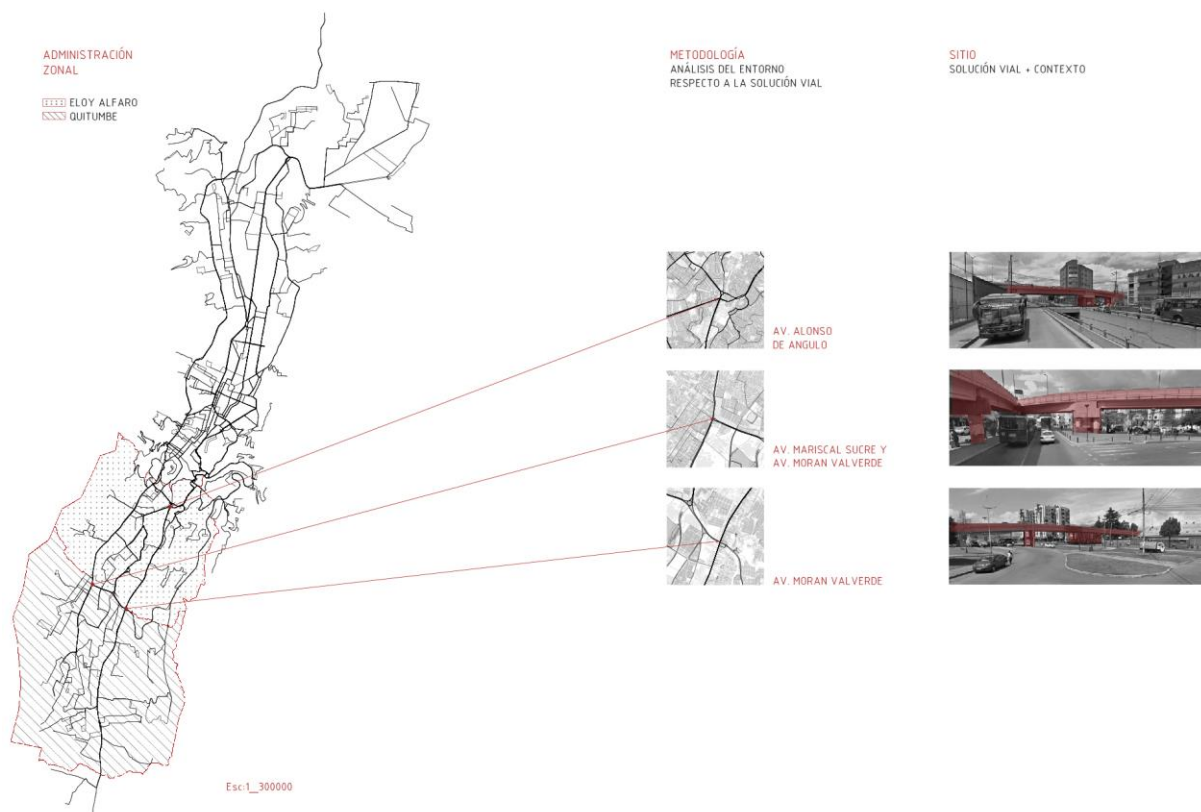 ADMINISTRACIÓN
ZONAL
ELOY ALFARO
QUITUMBE
METODOLOGÍA
ANÁLISIS DEL ENTORNO
RESPECTO A LA SOLUCIÓN VIAL
SITIO
SOLUCIÓN VIAL + CONTEXTO
AV. ALONSO
DE ANGULO
AV. MARISCAL SUCRE Y
AV. MORAN VALVERDE
AV. MORAN VALVERDE
Esc:1__300000